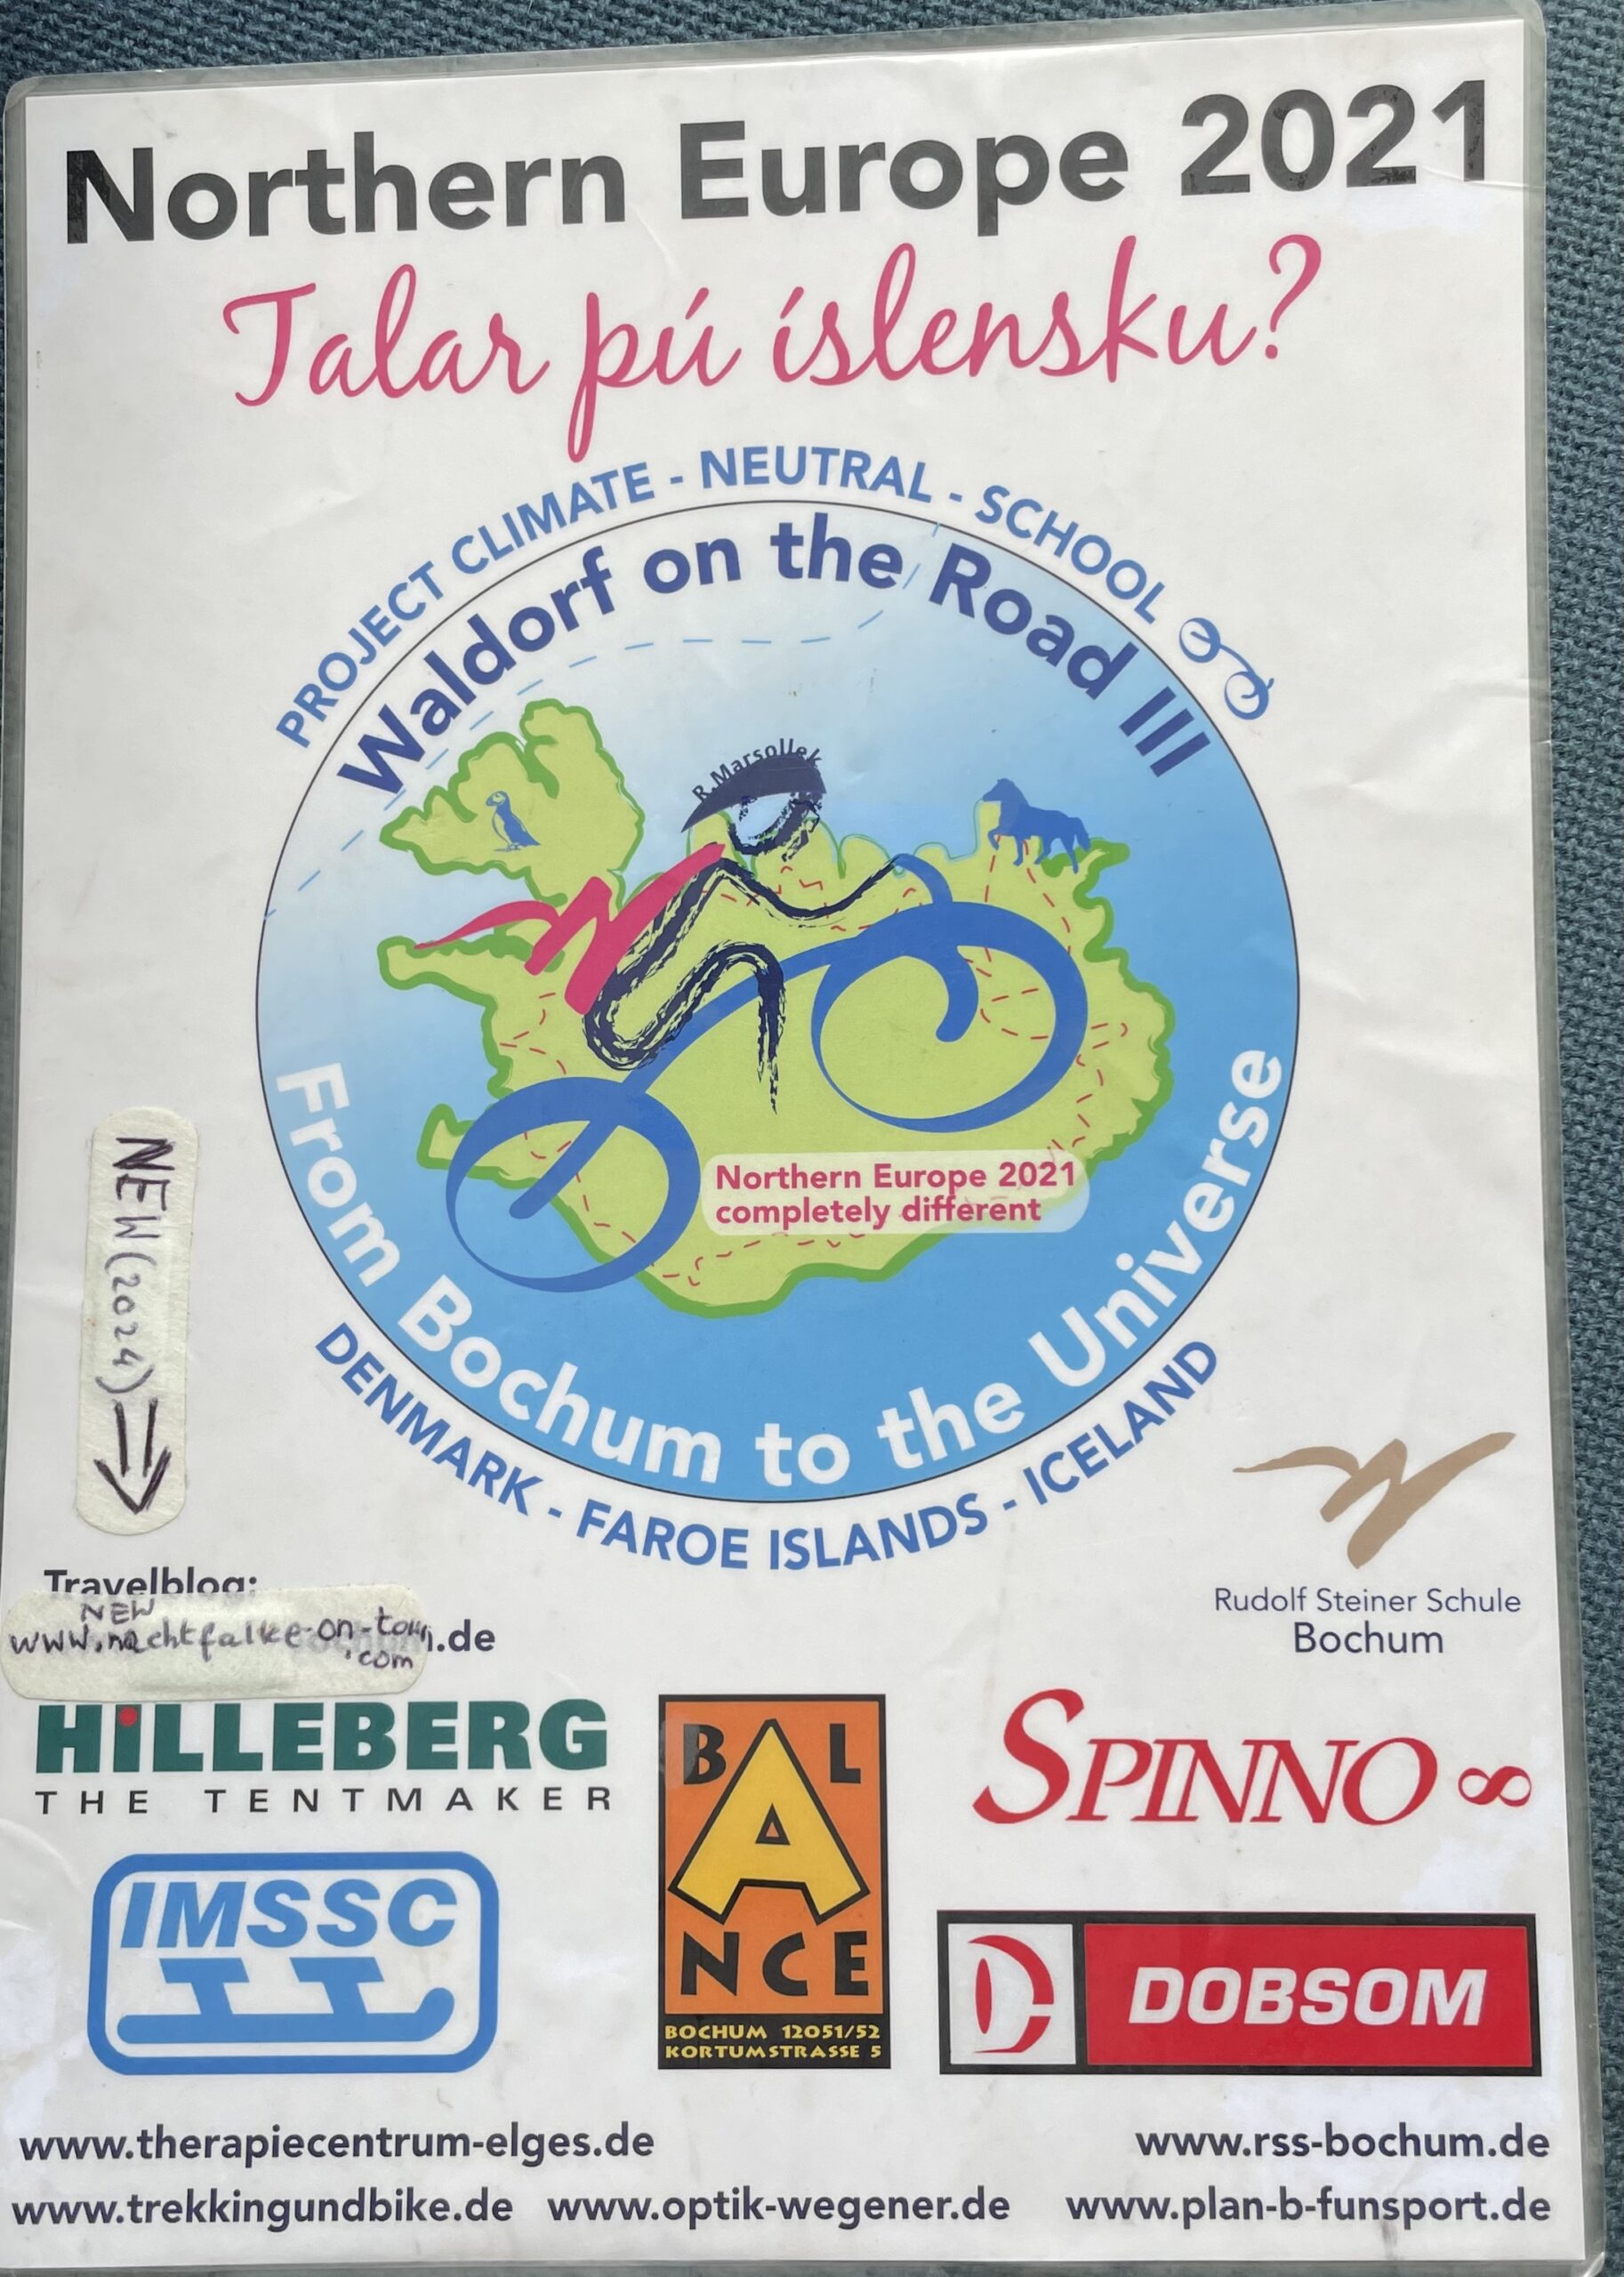 Northern Europe 2021
Talar þú íslensku?
PROJECT CLIMATE - NEUTRAL - SCHOOL
Waldorf on the Road III
R. Marsollek
Northern Europe 2021
completely different
From Bochum to the Universe
DENMARK - FAROE ISLANDS - ICELAND
NEW (2024)
Travelblog:
NEW
www.nachtfalke-on-tour
.com
.de
Rudolf Steiner Schule
Bochum
HiLLEBERG
THE TENTMAKER
BALANCE
BOCHUM 12051/52
KORTUMSTRASSE 5
SPINNO ∞
IMSSC
DOBSOM
www.therapiecentrum-elges.de
www.rss-bochum.de
www.trekkingundbike.de www.optik-wegener.de www.plan-b-funsport.de